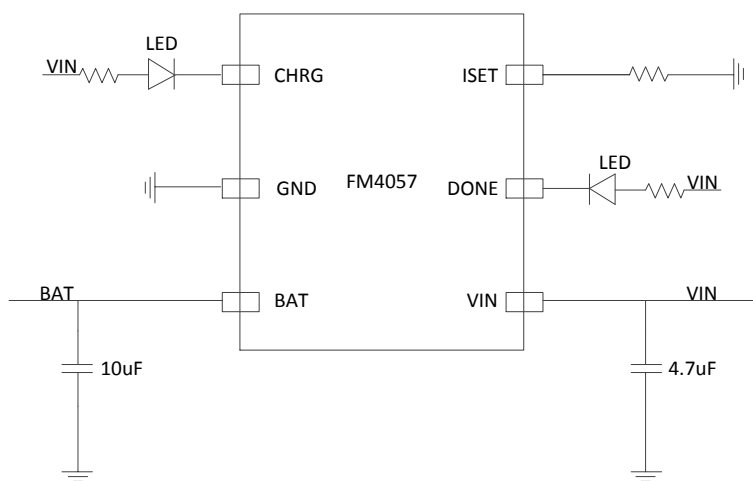 LED
VIN
CHRG
ISET
LED
GND
FM4057
DONE
VIN
BAT
BAT
VIN
VIN
10uF
4.7uF